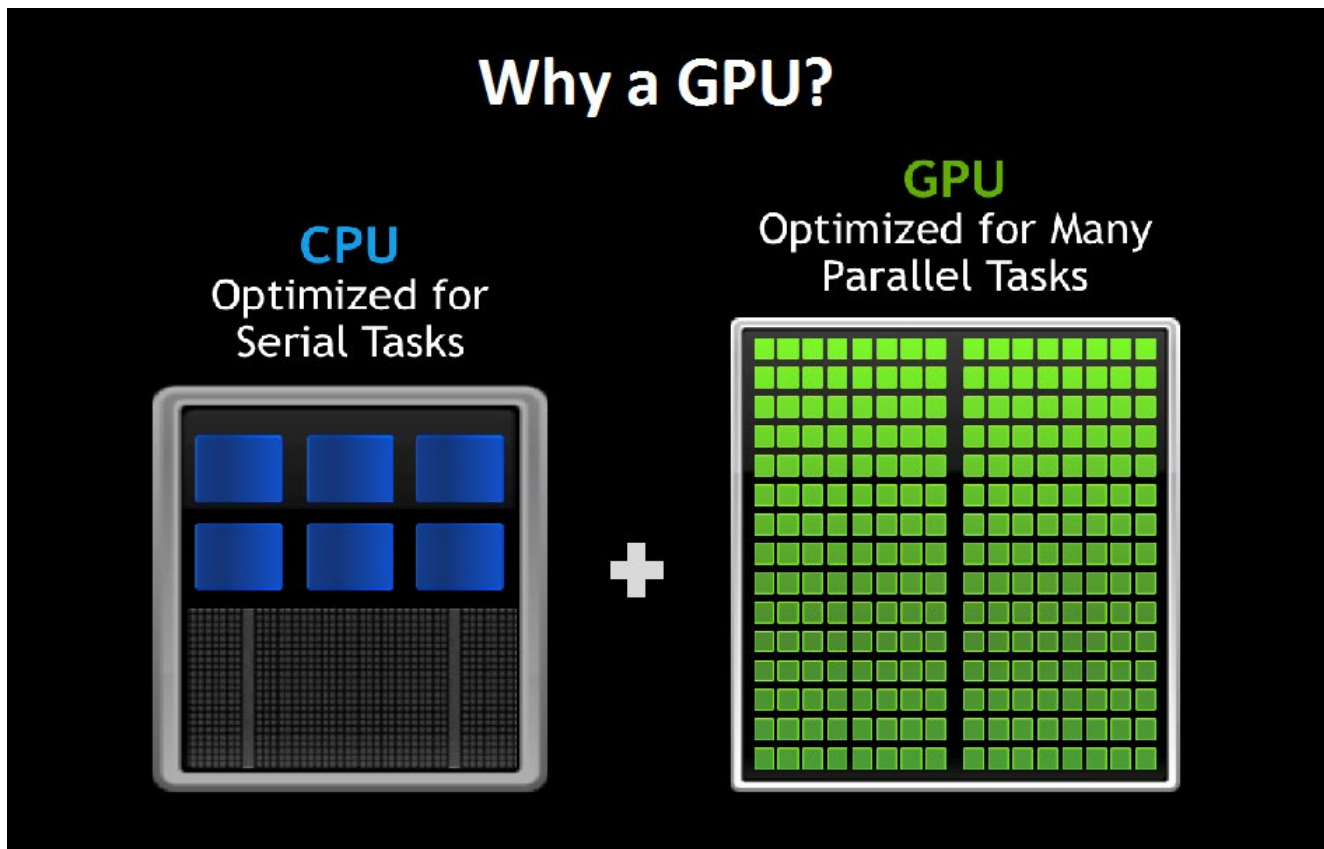 Why a GPU?
CPU
Optimized for
Serial Tasks
GPU
Optimized for Many
Parallel Tasks